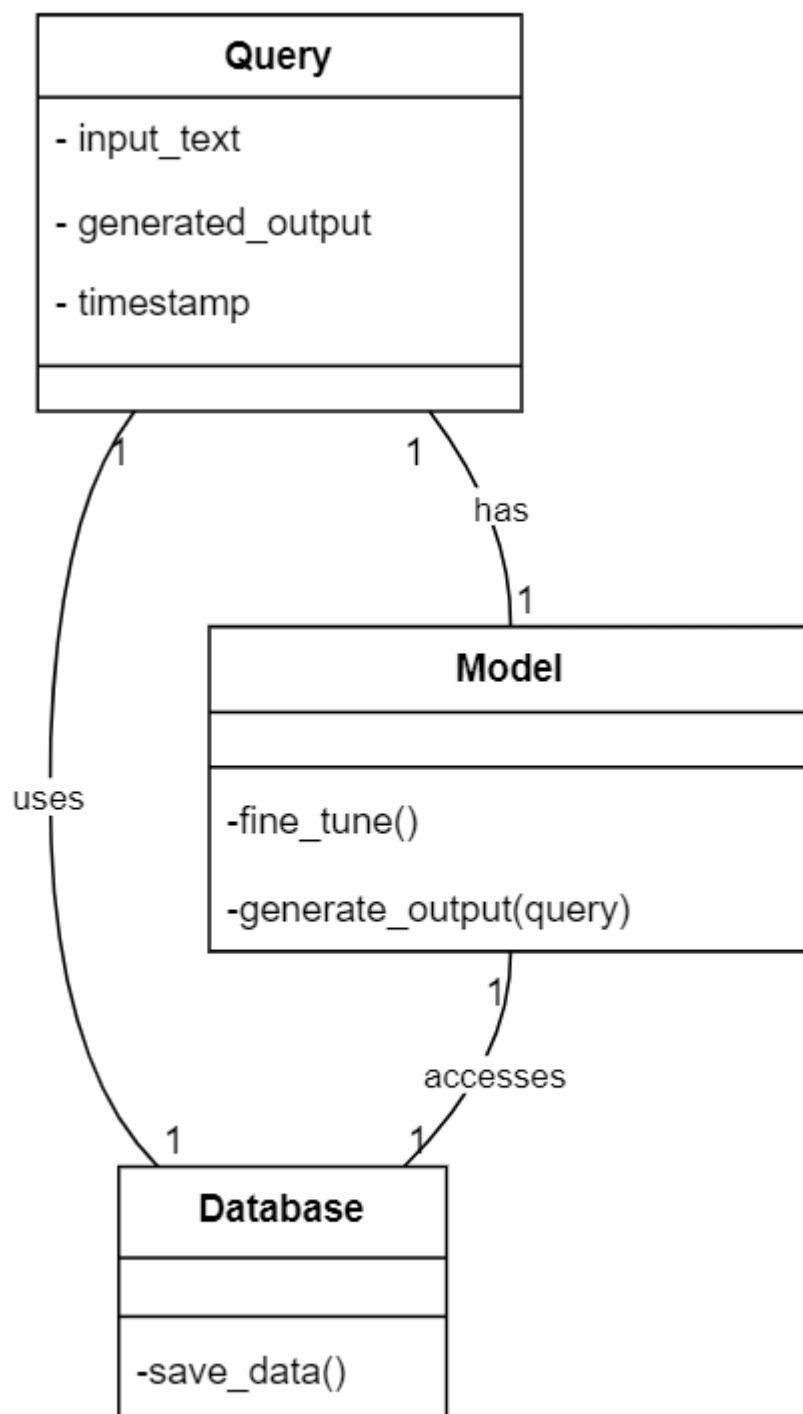 Query
- input_text
- generated_output
- timestamp
1
1
has
1
Model
-fine_tune()
-generate_output(query)
uses
1
accesses
1
1
Database
-save_data()